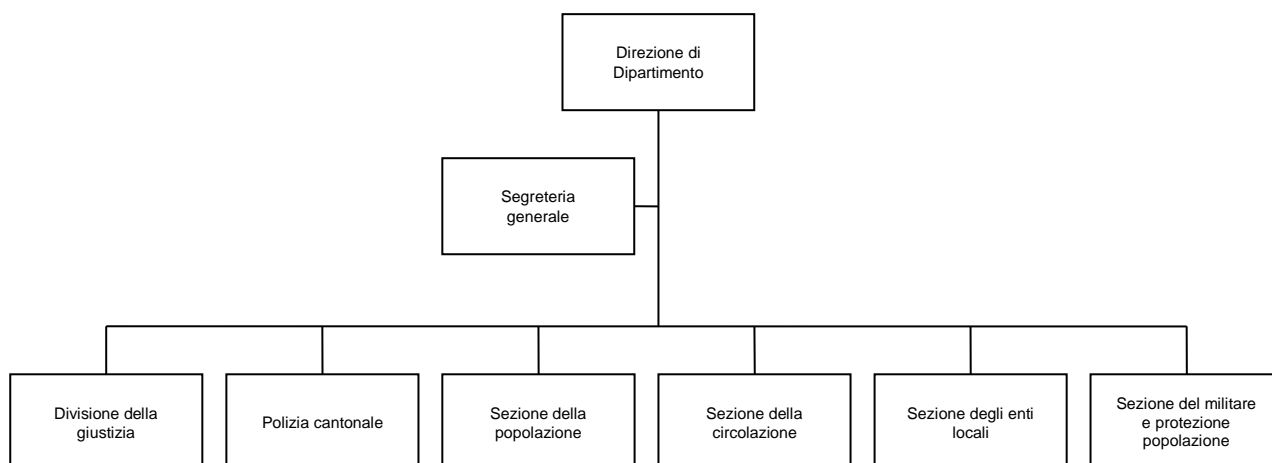 Direzione di
Dipartimento
Segreteria
generale
Divisione della
giustizia
Polizia cantonale
Sezione della
popolazione
Sezione della
circolazione
Sezione degli enti
locali
Sezione del militare
e protezione
popolazione